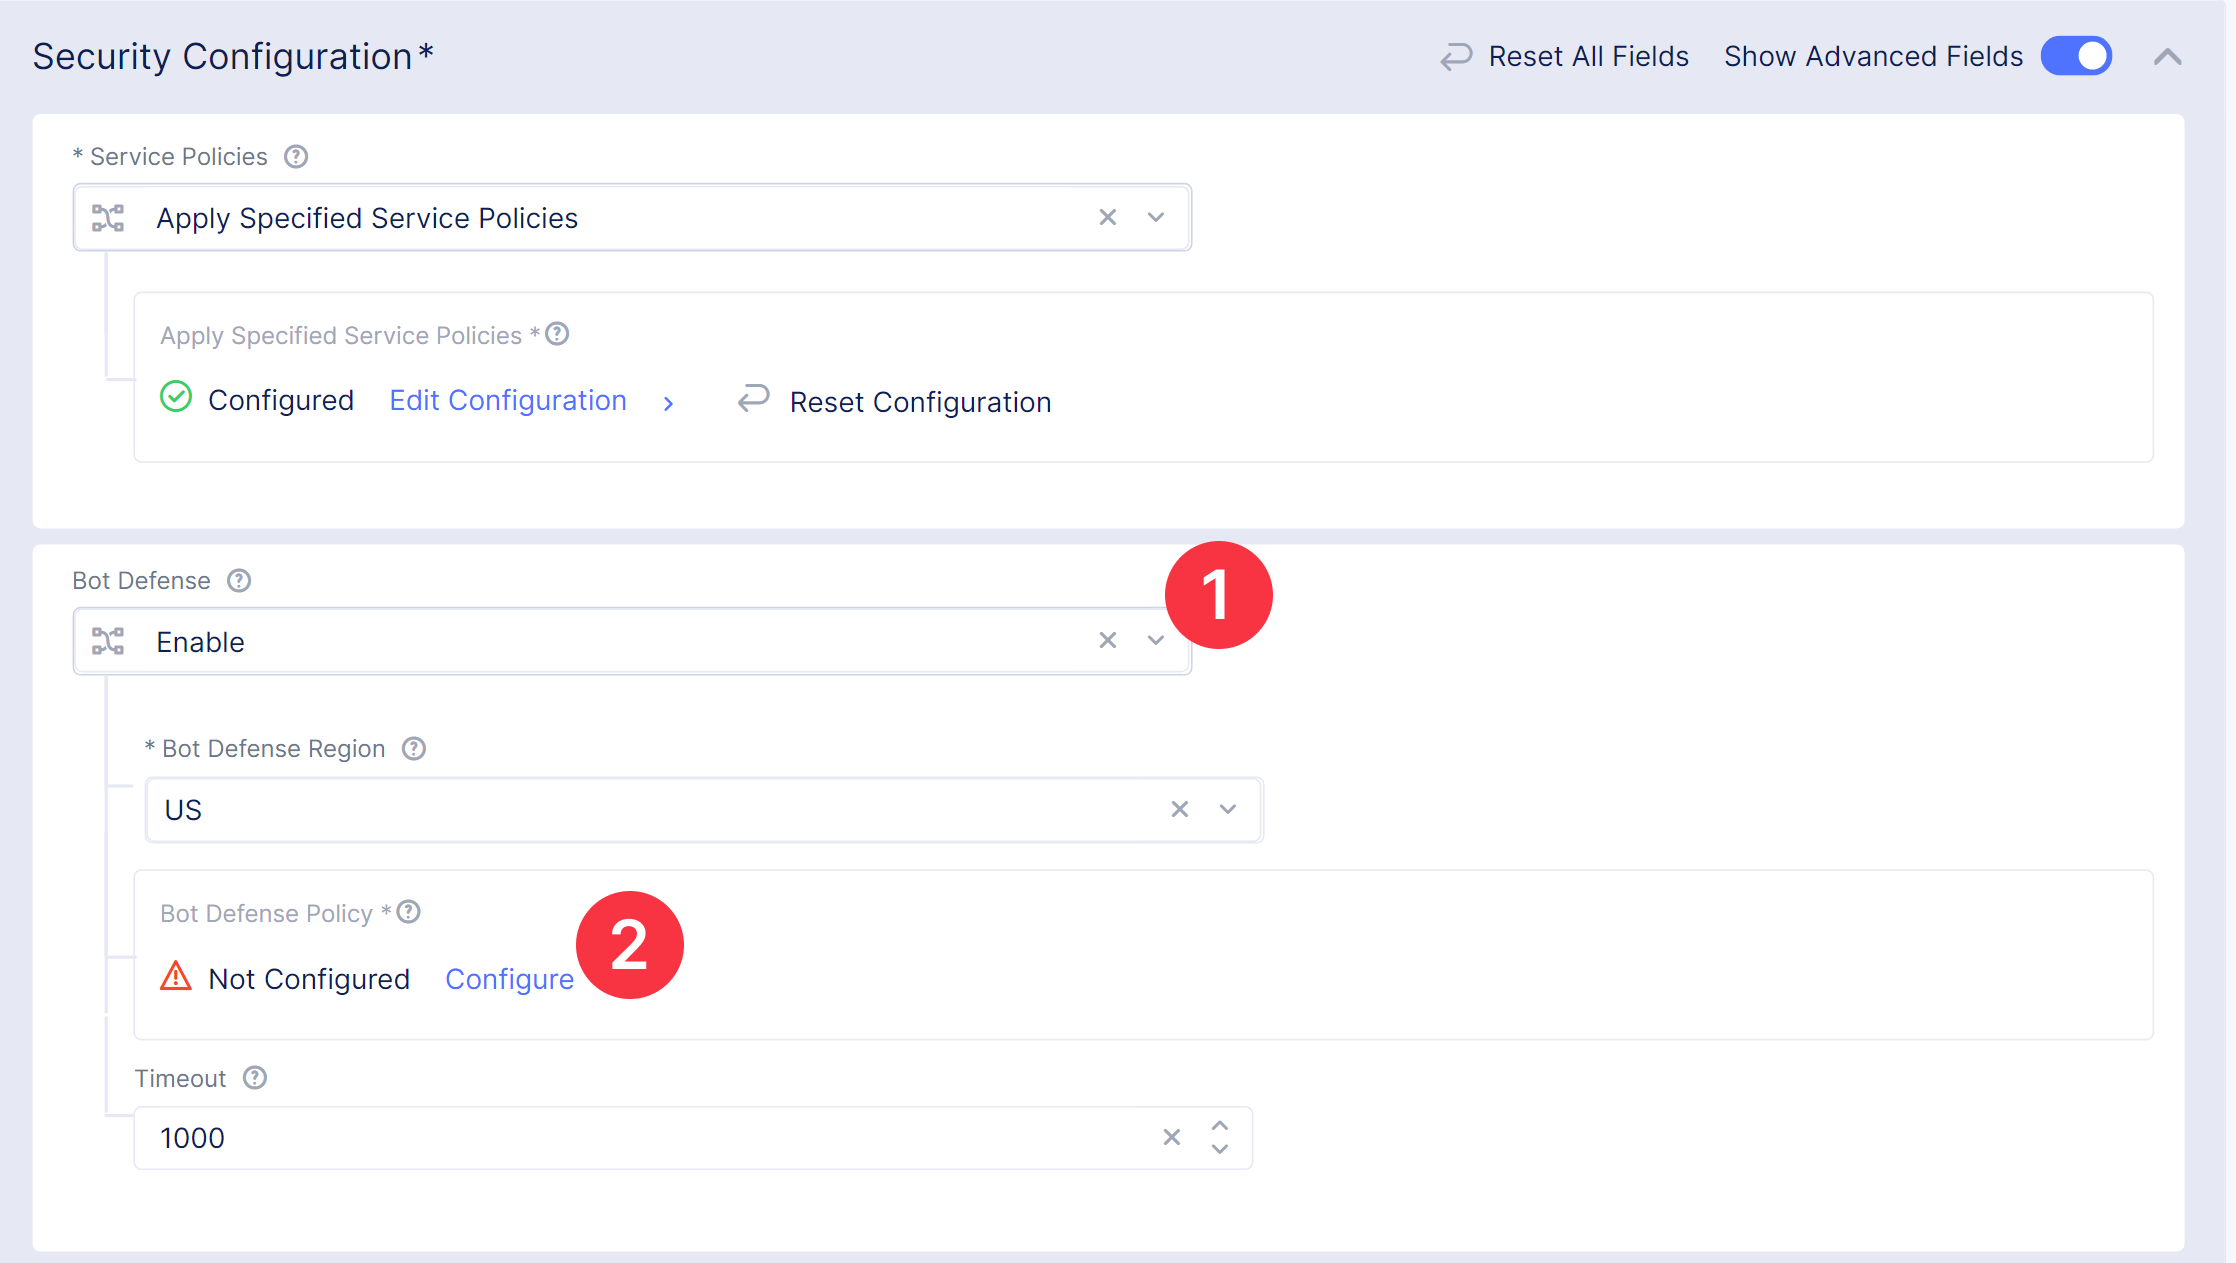 Security Configuration*
Reset All Fields
Show Advanced Fields
* Service Policies
Apply Specified Service Policies
Apply Specified Service Policies *
Configured Edit Configuration Reset Configuration
Bot Defense
1
Enable
* Bot Defense Region
US
Bot Defense Policy *
2
Not Configured Configure
Timeout
1000